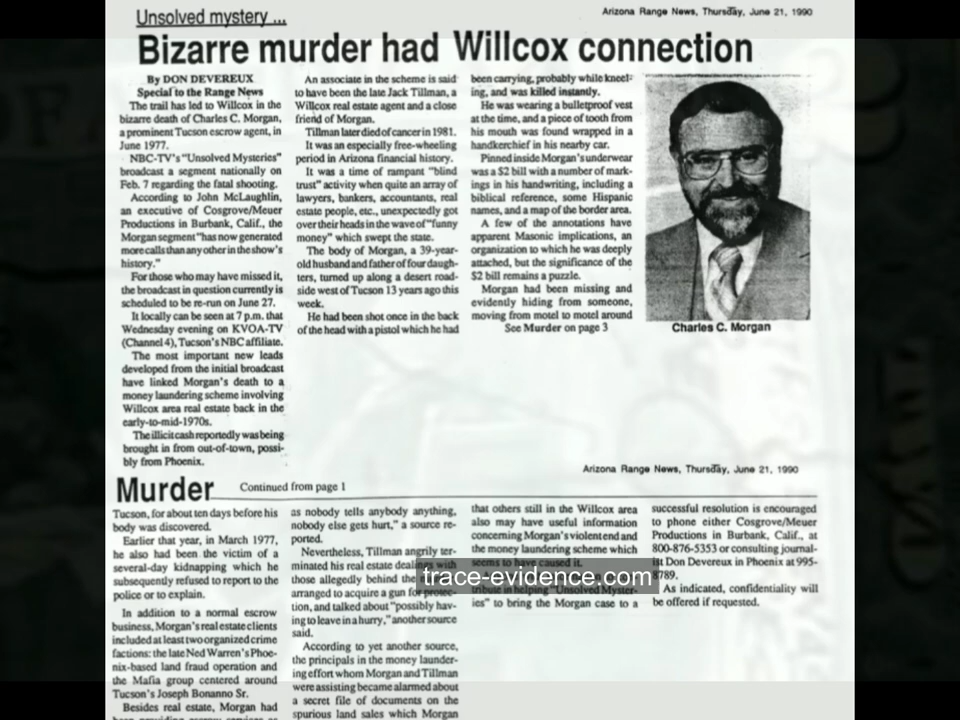 Unsolved mystery ...
Arizona Range News, Thursday, June 21, 1990
Bizarre murder had Willcox connection
By DON DEVEREUX
Special to the Range News
The trail has led to Willcox in the
bizarre death of Charles C. Morgan,
a prominent Tucson escrow agent, in
June 1977.
NBC-TV's "Unsolved Mysteries"
broadcast a segment nationally on
Feb. 7 regarding the fatal shooting.
According to John McLaughlin,
an executive of Cosgrove/Meuer
Productions in Burbank, Calif., the
Morgan segment "has now generated
more calls than any other in the show's
history."
For those who may have missed it,
the broadcast in question currently is
scheduled to be re-run on June 27.
It locally can be seen at 7 p.m. that
Wednesday evening on KVOA-TV
(Channel 4), Tucson's NBC affiliate.
The most important new leads
developed from the initial broadcast
have linked Morgan's death to a
money laundering scheme involving
Willcox area real estate back in the
early-to-mid-1970s.
The illicit cash reportedly was being
brought in from out-of-town, possi-
bly from Phoenix.
An associate in the scheme is said
to have been the late Jack Tillman, a
Willcox real estate agent and a close
friend of Morgan.
Tillman later died of cancer in 1981.
It was an especially free-wheeling
period in Arizona financial history.
It was a time of rampant "blind
trust" activity when quite an array of
lawyers, bankers, accountants, real
estate people, etc., unexpectedly got
over their heads in the wave of "funny
money" which swept the state.
The body of Morgan, a 39-year-
old husband and father of four daugh-
ters, turned up along a desert road-
side west of Tucson 13 years ago this
week.
He had been shot once in the back
of the head with a pistol which he had
been carrying, probably while kneel-
ing, and was killed instantly.
He was wearing a bulletproof vest
at the time, and a piece of tooth from
his mouth was found wrapped in a
handkerchief in his nearby car.
Pinned inside Morgan's underwear
was a $2 bill with a number of mark-
ings in his handwriting, including a
biblical reference, some Hispanic
names, and a map of the border area.
A few of the annotations have
apparent Masonic implications, an
organization to which he was deeply
attached, but the significance of the
$2 bill remains a puzzle.
Morgan had been missing and
evidently hiding from someone,
moving from motel to motel around
See Murder on page 3
Charles C. Morgan
Arizona Range News, Thursday, June 21, 1990
Murder
Continued from page 1
Tucson, for about ten days before his
body was discovered.
Earlier that year, in March 1977,
he also had been the victim of a
several-day kidnapping which he
subsequently refused to report to the
police or to explain.
In addition to a normal escrow
business, Morgan's real estate clients
included at least two organized crime
factions: the late Ned Warren's Phoe-
nix-based land fraud operation and
the Mafia group centered around
Tucson's Joseph Bonanno Sr.
Besides real estate, Morgan had
been providing escrow services as
as nobody tells anybody anything,
nobody else gets hurt," a source re-
ported.
Nevertheless, Tillman angrily ter-
minated his real estate dealings with
those allegedly behind the
arranged to acquire a gun for protec-
tion, and talked about "possibly hav-
ing to leave in a hurry," another source
said.
According to yet another source,
the principals in the money launder-
ing effort whom Morgan and Tillman
were assisting became alarmed about
a secret file of documents on the
spurious land sales which Morgan
that others still in the Willcox area
also may have useful information
concerning Morgan's violent end and
the money laundering scheme which
seems to have caused it.
trace-evidence.com
tribute in helping "Unsolved Myster-
ies" to bring the Morgan case to a
successful resolution is encouraged
to phone either Cosgrove/Meuer
Productions in Burbank, Calif., at
800-876-5353 or consulting journal-
ist Don Devereux in Phoenix at 995-
8789.
As indicated, confidentiality will
be offered if requested.